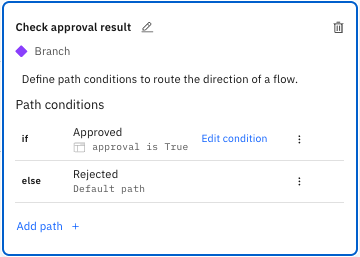 Check approval result
Branch
Define path conditions to route the direction of a flow.
Path conditions
if Approved Edit condition
approval is True
else Rejected
Default path
Add path +